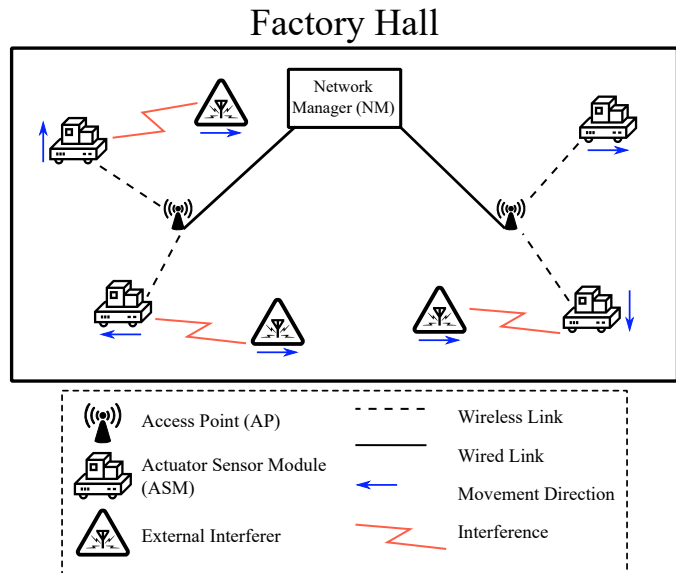 Factory Hall
Network
Manager (NM)
Access Point (AP)
Actuator Sensor Module
(ASM)
External Interferer
Wireless Link
Wired Link
Movement Direction
Interference